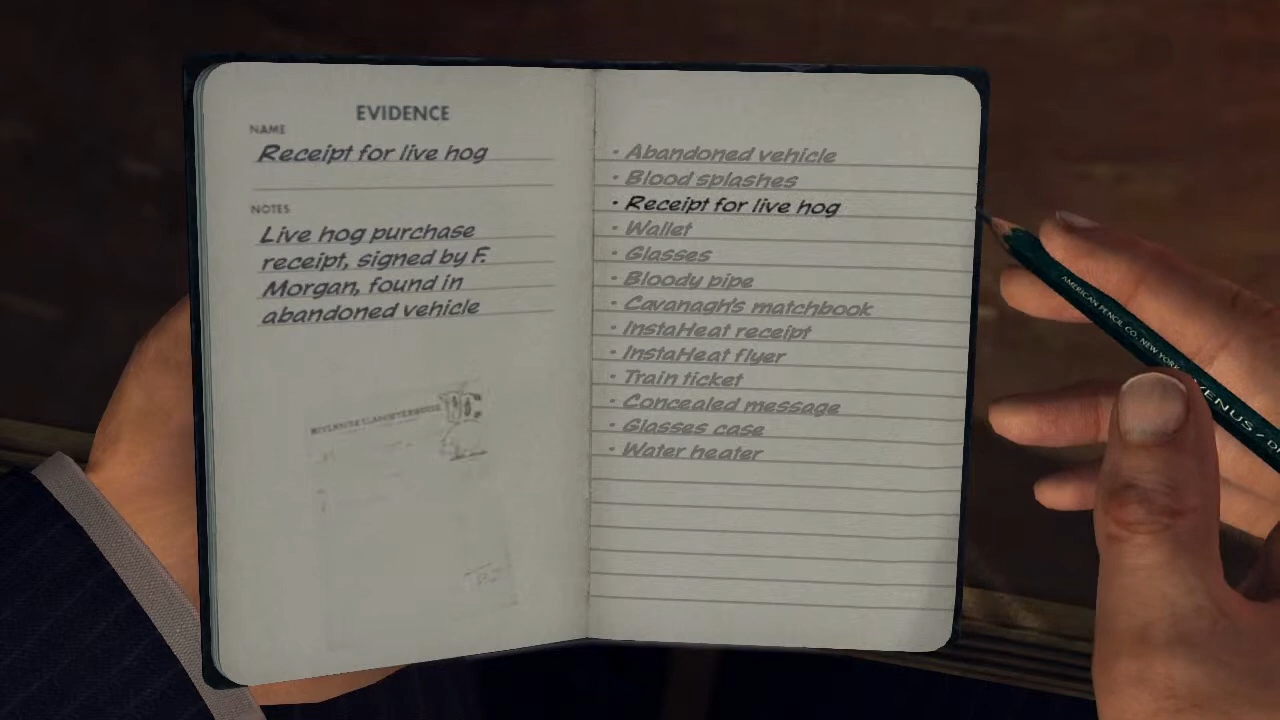 EVIDENCE
NAME
Receipt for live hog
NOTES
Live hog purchase
receipt, signed by F.
Morgan, found in
abandoned vehicle
• Abandoned vehicle
• Blood splashes
• Receipt for live hog
• Wallet
• Glasses
• Bloody pipe
• Cavanagh's matchbook
• InstaHeat receipt
• InstaHeat flyer
• Train ticket
• Concealed message
• Glasses case
• Water heater
AMERICAN PENCIL CO. NEW YORK
VENUS